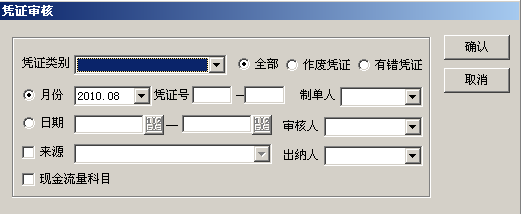 凭证审核
凭证类别 全部 作废凭证 有错凭证 确认
月份 2010.08 凭证号 — 制单人 取消
日期 — 审核人
来源 出纳人
现金流量科目